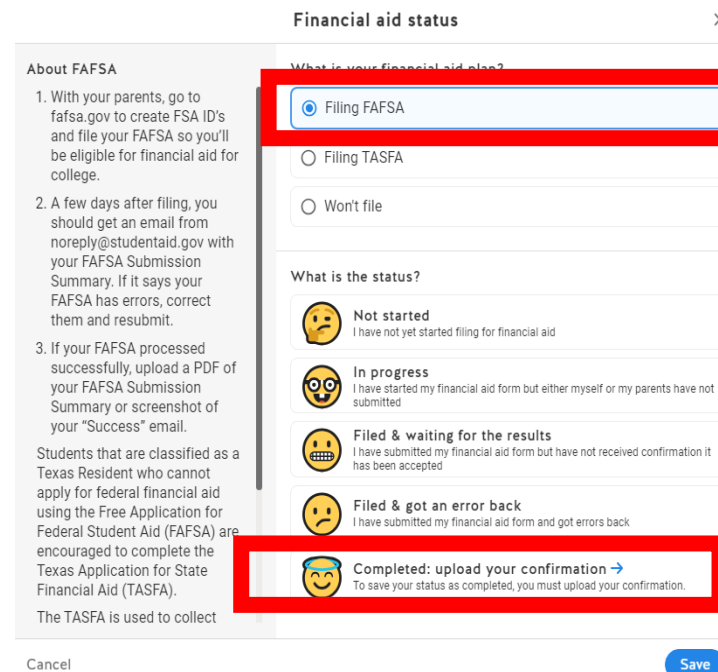 Financial aid status
About FAFSA
1. With your parents, go to
fafsa.gov to create FSA ID's
and file your FAFSA so you'll
be eligible for financial aid for
college.
2. A few days after filing, you
should get an email from
noreply@studentaid.gov with
your FAFSA Submission
Summary. If it says your
FAFSA has errors, correct
them and resubmit.
3. If your FAFSA processed
successfully, upload a PDF of
your FAFSA Submission
Summary or screenshot of
your “Success” email.
Students that are classified as a
Texas Resident who cannot
apply for federal financial aid
using the Free Application for
Federal Student Aid (FAFSA) are
encouraged to complete the
Texas Application for State
Financial Aid (TASFA).
The TASFA is used to collect
What is your financial aid plan?
Filing FAFSA
Filing TASFA
Won't file
What is the status?
Not started
I have not yet started filing for financial aid
In progress
I have started my financial aid form but either myself or my parents have not
submitted
Filed & waiting for the results
I have submitted my financial aid form but have not received confirmation it
has been accepted
Filed & got an error back
I have submitted my financial aid form and got errors back
Completed: upload your confirmation →
To save your status as completed, you must upload your confirmation.
Cancel
Save